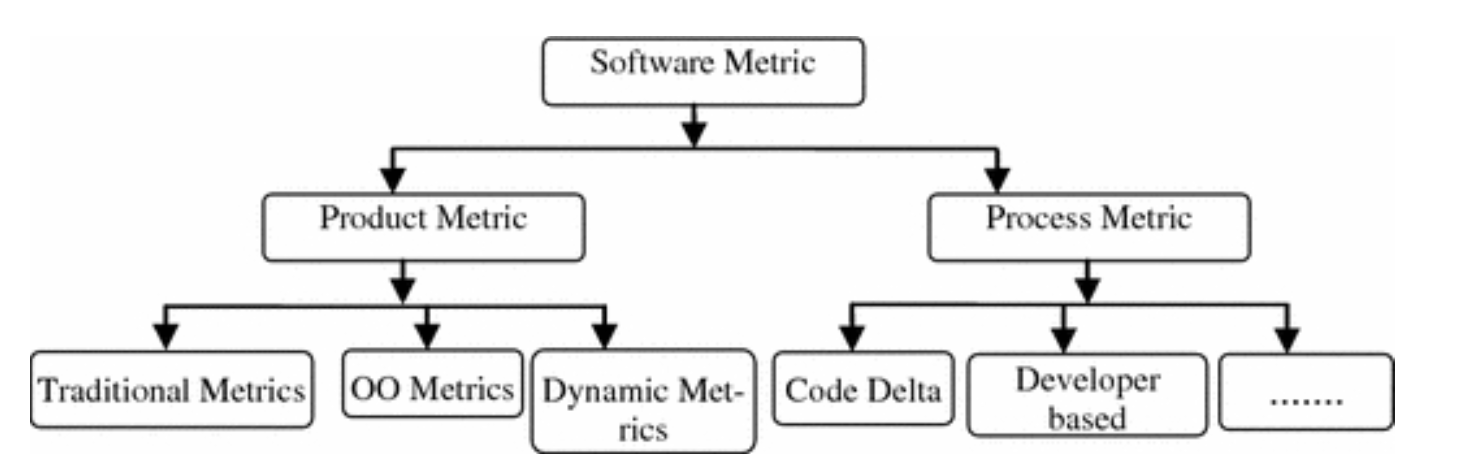 Software Metric
Product Metric
Process Metric
Traditional Metrics
OO Metrics
Dynamic Met-
rics
Code Delta
Developer
based
.......